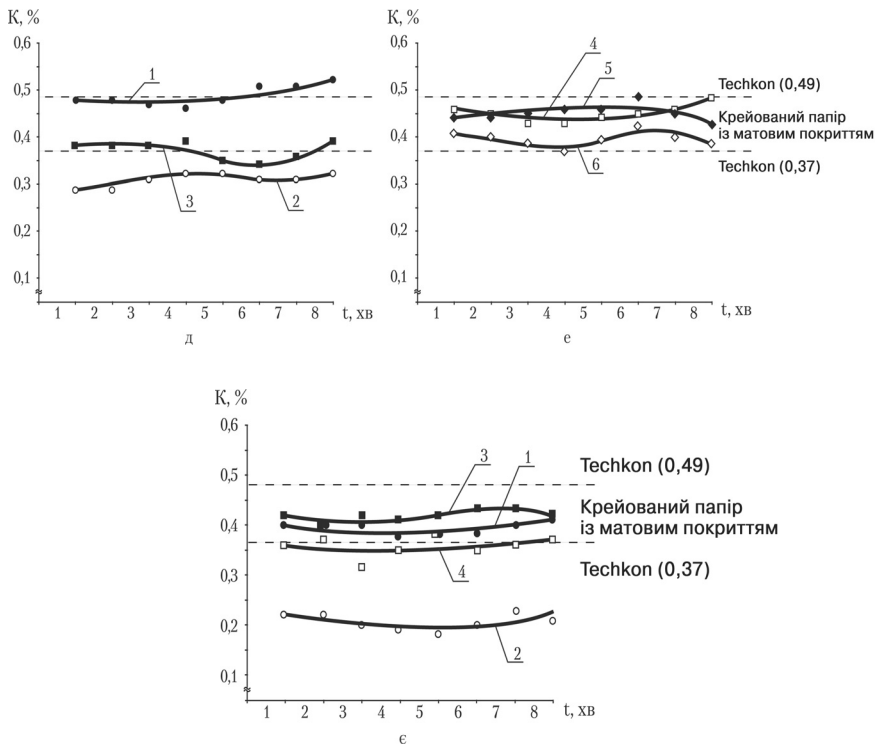 К, %
0,6
0,5
0,4
0,3
0,2
0,1
1
3
2
1 2 3 4 5 6 7 8 t, хв
д
К, %
0,6
0,5
0,4
0,3
0,2
0,1
4
5
6
Techkon (0,49)
Крейований папір
із матовим покриттям
Techkon (0,37)
1 2 3 4 5 6 7 8 t, хв
е
К, %
0,6
0,5
0,4
0,3
0,2
0,1
3
1
4
2
Techkon (0,49)
Крейований папір
із матовим покриттям
Techkon (0,37)
1 2 3 4 5 6 7 8 t, хв
є